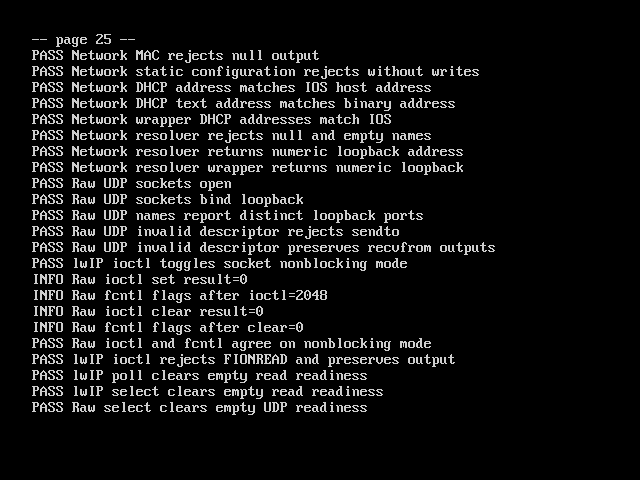 -- page 25 --
PASS Network MAC rejects null output
PASS Network static configuration rejects without writes
PASS Network DHCP address matches IOS host address
PASS Network DHCP text address matches binary address
PASS Network wrapper DHCP addresses match IOS
PASS Network resolver rejects null and empty names
PASS Network resolver returns numeric loopback address
PASS Network resolver wrapper returns numeric loopback
PASS Raw UDP sockets open
PASS Raw UDP sockets bind loopback
PASS Raw UDP names report distinct loopback ports
PASS Raw UDP invalid descriptor rejects sendto
PASS Raw UDP invalid descriptor preserves recvfrom outputs
PASS lwIP ioctl toggles socket nonblocking mode
INFO Raw ioctl set result=0
INFO Raw fcntl flags after ioctl=2048
INFO Raw ioctl clear result=0
INFO Raw fcntl flags after clear=0
PASS Raw ioctl and fcntl agree on nonblocking mode
PASS lwIP ioctl rejects FIONREAD and preserves output
PASS lwIP poll clears empty read readiness
PASS lwIP select clears empty read readiness
PASS Raw select clears empty UDP readiness